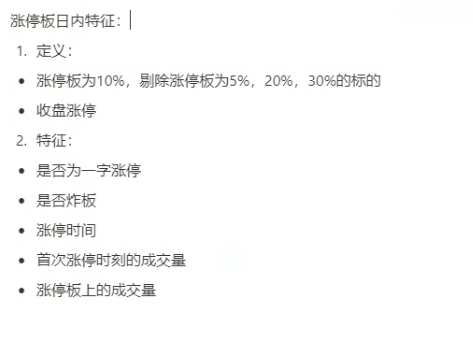 涨停板日内特征：
1. 定义：
• 涨停板为10%，剔除涨停板为5%，20%，30%的标的
• 收盘涨停
2. 特征：
• 是否为一字涨停
• 是否炸板
• 涨停时间
• 首次涨停时刻的成交量
• 涨停板上的成交量